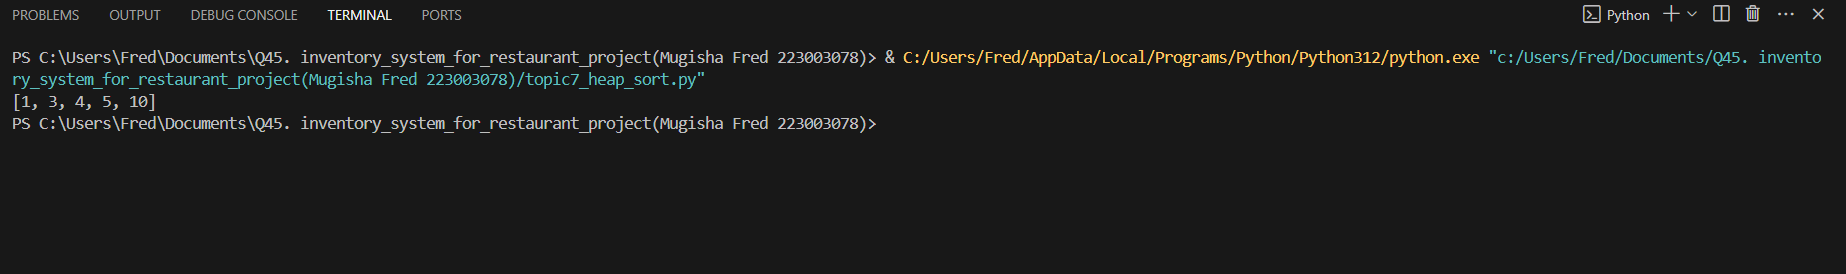 PROBLEMS OUTPUT DEBUG CONSOLE TERMINAL PORTS Python
PS C:\Users\Fred\Documents\Q45. inventory_system_for_restaurant_project(Mugisha Fred 223003078)> & C:/Users/Fred/AppData/Local/Programs/Python/Python312/python.exe "c:/Users/Fred/Documents/Q45. invento
ry_system_for_restaurant_project(Mugisha Fred 223003078)/topic7_heap_sort.py"
[1, 3, 4, 5, 10]
PS C:\Users\Fred\Documents\Q45. inventory_system_for_restaurant_project(Mugisha Fred 223003078)>